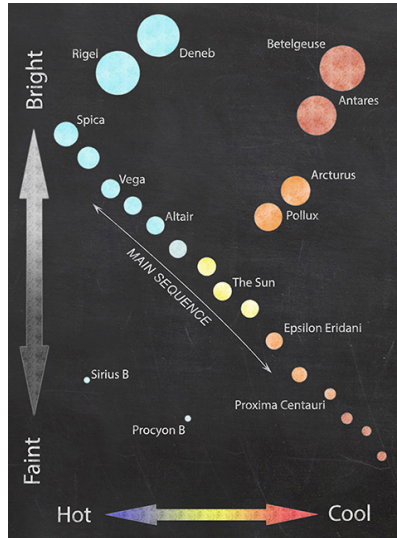 Deneb
Rigel
Betelgeuse
Antares
Bright
Spica
Vega
Arcturus
Altair
Pollux
MAIN SEQUENCE
The Sun
Epsilon Eridani
Sirius B
Proxima Centauri
Procyon B
Faint
Hot
Cool